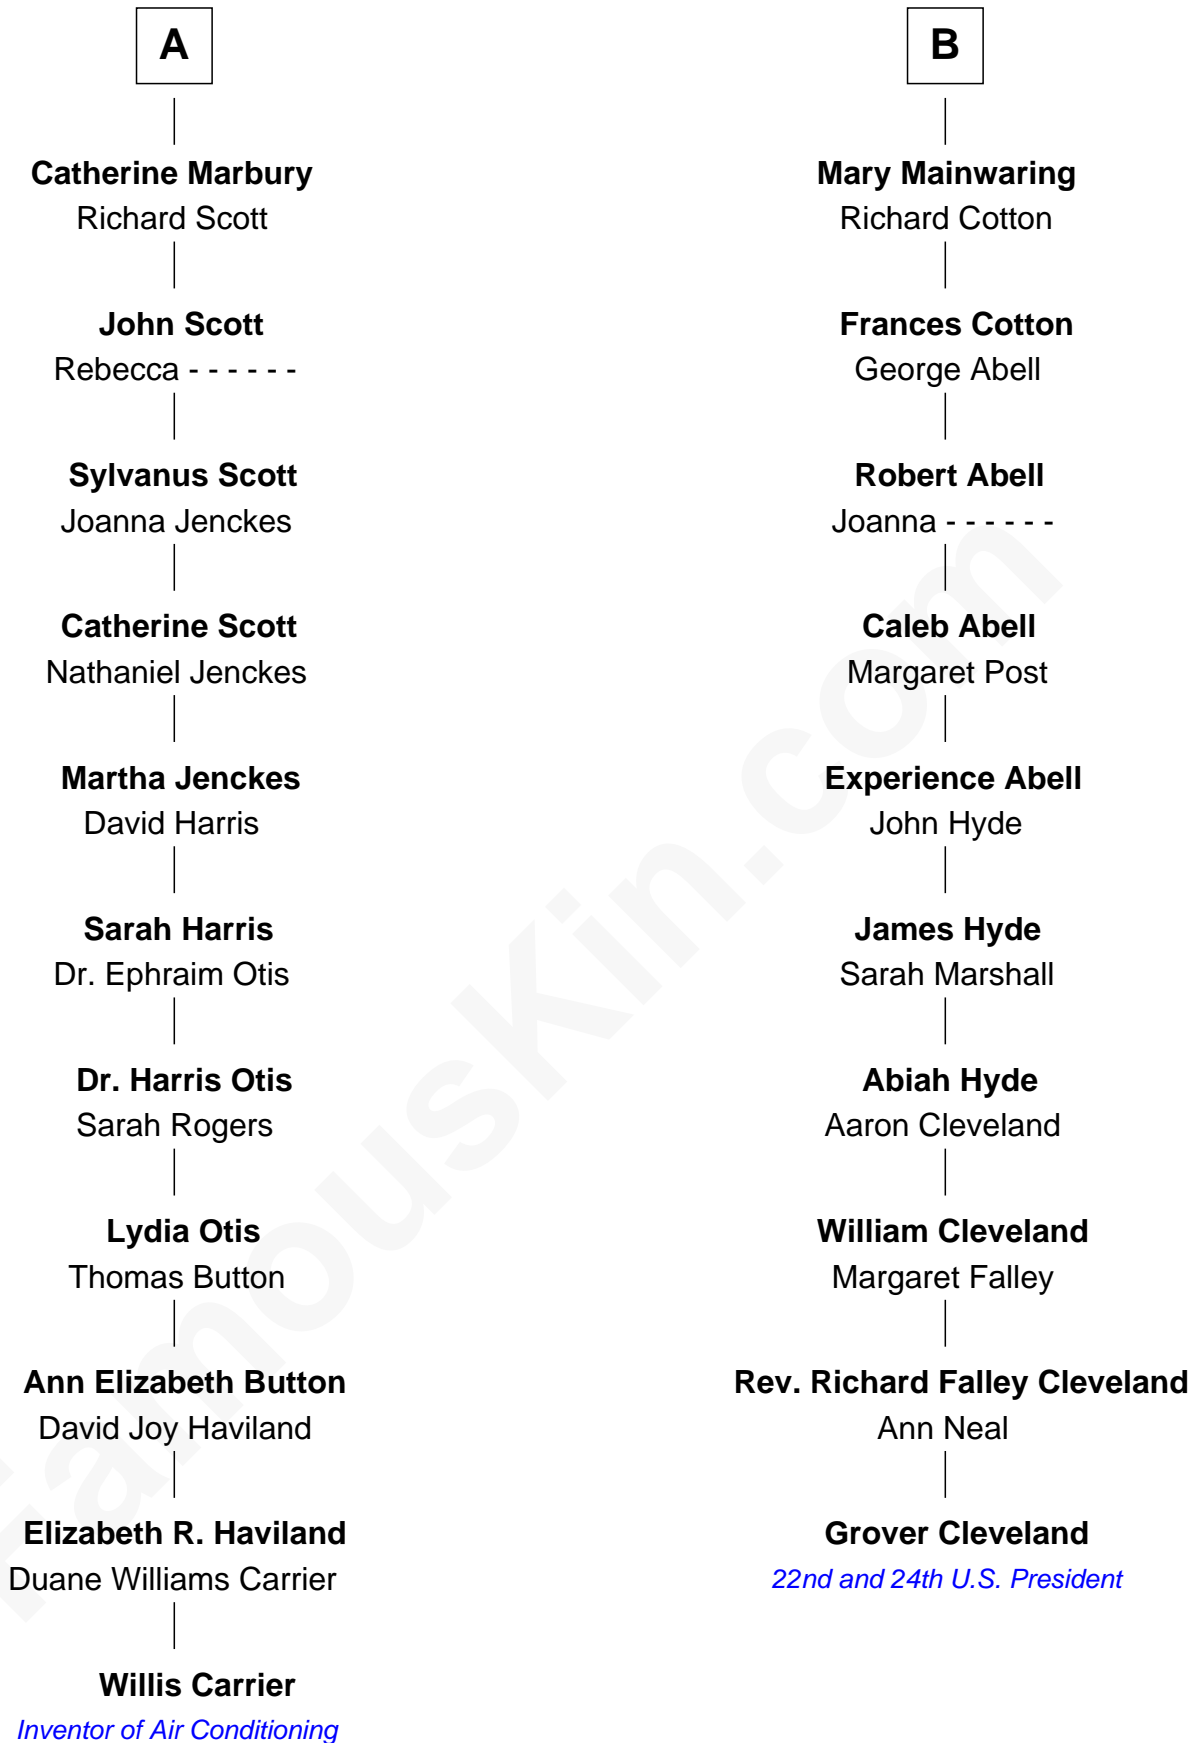 A
Catherine Marbury
Richard Scott
John Scott
Rebecca - - - - - -
Sylvanus Scott
Joanna Jenckes
Catherine Scott
Nathaniel Jenckes
Martha Jenckes
David Harris
Sarah Harris
Dr. Ephraim Otis
Dr. Harris Otis
Sarah Rogers
Lydia Otis
Thomas Button
Ann Elizabeth Button
David Joy Haviland
Elizabeth R. Haviland
Duane Williams Carrier
Willis Carrier
Inventor of Air Conditioning
B
Mary Mainwaring
Richard Cotton
Frances Cotton
George Abell
Robert Abell
Joanna - - - - - -
Caleb Abell
Margaret Post
Experience Abell
John Hyde
James Hyde
Sarah Marshall
Abiah Hyde
Aaron Cleveland
William Cleveland
Margaret Falley
Rev. Richard Falley Cleveland
Ann Neal
Grover Cleveland
22nd and 24th U.S. President
FamousKin.com